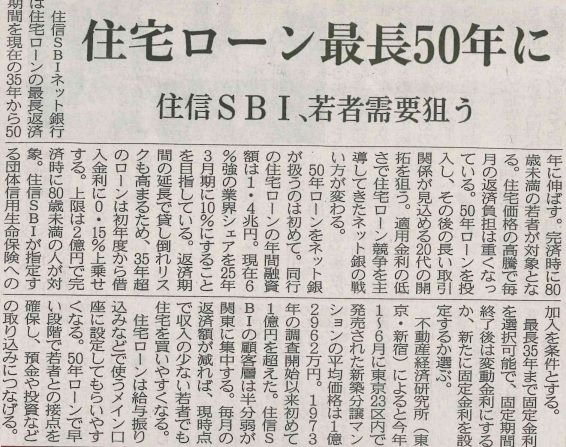 住宅ローン最長50年に
住信SBI、若者需要狙う
住信SBIネット銀行
は住宅ローンの最長返済
期間を現在の35年から50
年に伸ばす。完済時に80
歳未満の若者が対象とな
る。住宅価格の高騰で毎
月の返済負担は重くなっ
ている。50年ローンを投
入し、その後の長い取引
関係が見込める20代の開
拓を狙う。適用金利の低
さで住宅ローン競争を主
導してきたネット銀の戦
い方が変わる。
50年ローンをネット銀
が扱うのは初めて。同行
の住宅ローンの年間融資
額は1・4兆円。現在6
%強の業界シェアを25年
3月期に10%にすること
を目指している。返済期
間の延長で貸し倒れリス
クも高まるため、35年超
のローンは初年度から借
入金利に0・15%上乗せ
する。上限は2億円で完
済時に80歳未満の人が対
象。住信SBIが指定す
る団体信用生命保険への
加入を条件とする。
最長35年まで固定金利
を選択可能で、固定期間
終了後は変動金利にする
か、新たに固定金利を設
定するか選ぶ。
不動産経済研究所(東
京・新宿)によると今年
1~6月に東京23区内で
発売された新築分譲マン
ションの平均価格は1億
2962万円。1973
年の調査開始以来初めて
1億円を超えた。住信S
BIの顧客層は半分弱が
関東に集中する。毎月の
返済額が減れば、現時点
で収入の少ない若者でも
住宅を買いやすくなる。
住宅ローンは給与振り
込みなどで使うメイン口
座に設定してもらいやす
くなる。50年ローンで早
い段階で若者との接点を
確保し、預金や投資など
の取り込みにつなげる。